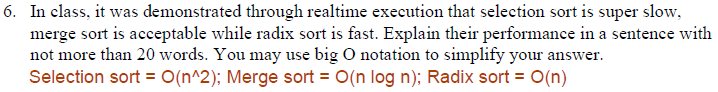 6. In class, it was demonstrated through realtime execution that selection sort is super slow,
merge sort is acceptable while radix sort is fast. Explain their performance in a sentence with
not more than 20 words. You may use big O notation to simplify your answer.
Selection sort = O(n^2); Merge sort = O(n log n); Radix sort = O(n)